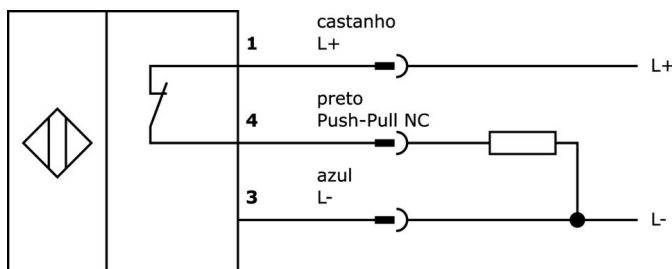 castanho
1 L+
L+
preto
4 Push-Pull NC
azul
3 L-
L-